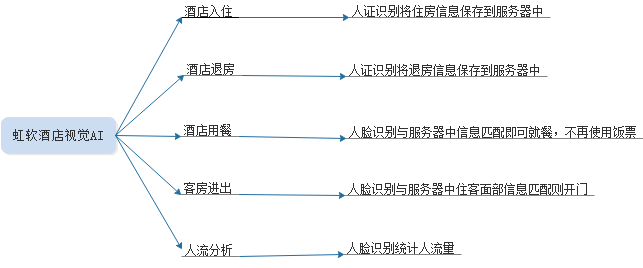 酒店入住
人证识别将住房信息保存到服务器中
酒店退房
人证识别将退房信息保存到服务器中
虹软酒店视觉AI
酒店用餐
人脸识别与服务器中信息匹配即可就餐，不再使用饭票
客房进出
人脸识别与服务器中住客面部信息匹配则开门
人流分析
人脸识别统计人流量